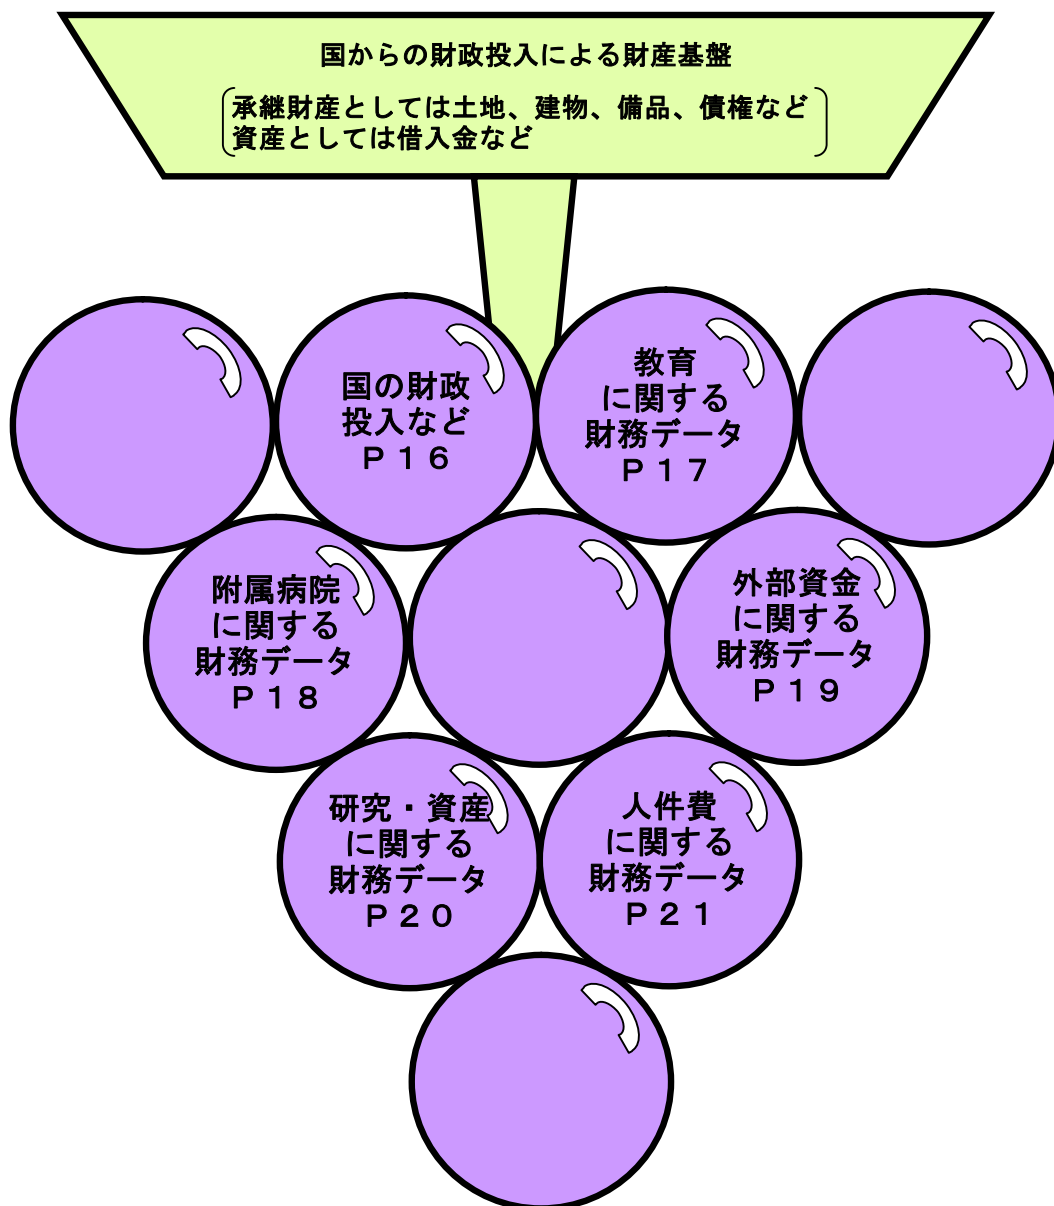 国からの財政投入による財産基盤
承継財産としては土地、建物、備品、債権など
資産としては借入金など
国の財政
投入など
Ｐ１６
教育
に関する
財務データ
Ｐ１７
附属病院
に関する
財務データ
Ｐ１８
外部資金
に関する
財務データ
Ｐ１９
研究・資産
に関する
財務データ
Ｐ２０
人件費
に関する
財務データ
Ｐ２１